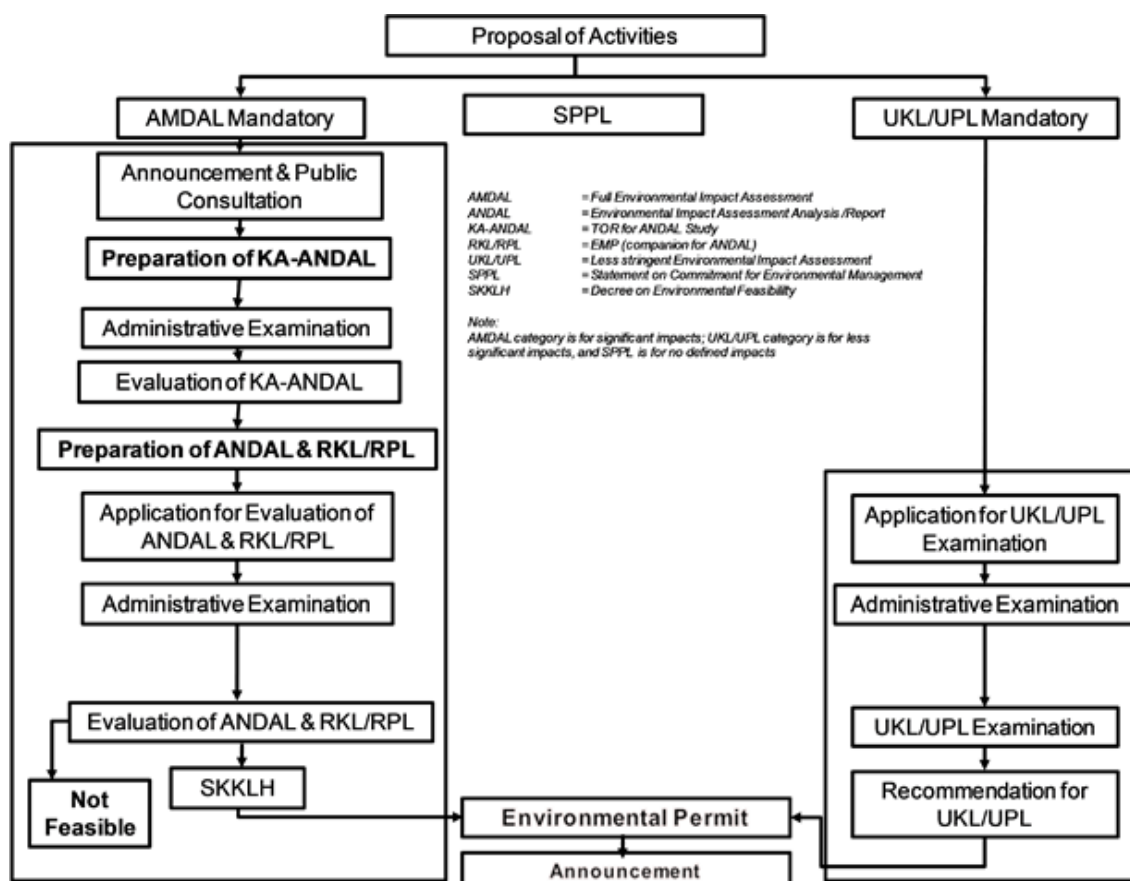 Proposal of Activities
AMDAL Mandatory
SPPL
UKL/UPL Mandatory
Announcement & Public
Consultation
Preparation of KA-ANDAL
Administrative Examination
Evaluation of KA-ANDAL
Preparation of ANDAL & RKL/RPL
Application for Evaluation of
ANDAL & RKL/RPL
Administrative Examination
Evaluation of ANDAL & RKL/RPL
Not
Feasible
SKKLH
AMDAL = Full Environmental Impact Assessment
ANDAL = Environmental Impact Assessment Analysis /Report
KA-ANDAL = TOR for ANDAL Study
RKL/RPL = EMP (companion for ANDAL)
UKL/UPL = Less stringent Environmental Impact Assessment
SPPL = Statement on Commitment for Environmental Management
SKKLH = Decree on Environmental Feasibility
Note:
AMDAL category is for significant impacts; UKL/UPL category is for less
significant impacts, and SPPL is for no defined impacts
Application for UKL/UPL
Examination
Administrative Examination
UKL/UPL Examination
Recommendation for
UKL/UPL
Environmental Permit
Announcement